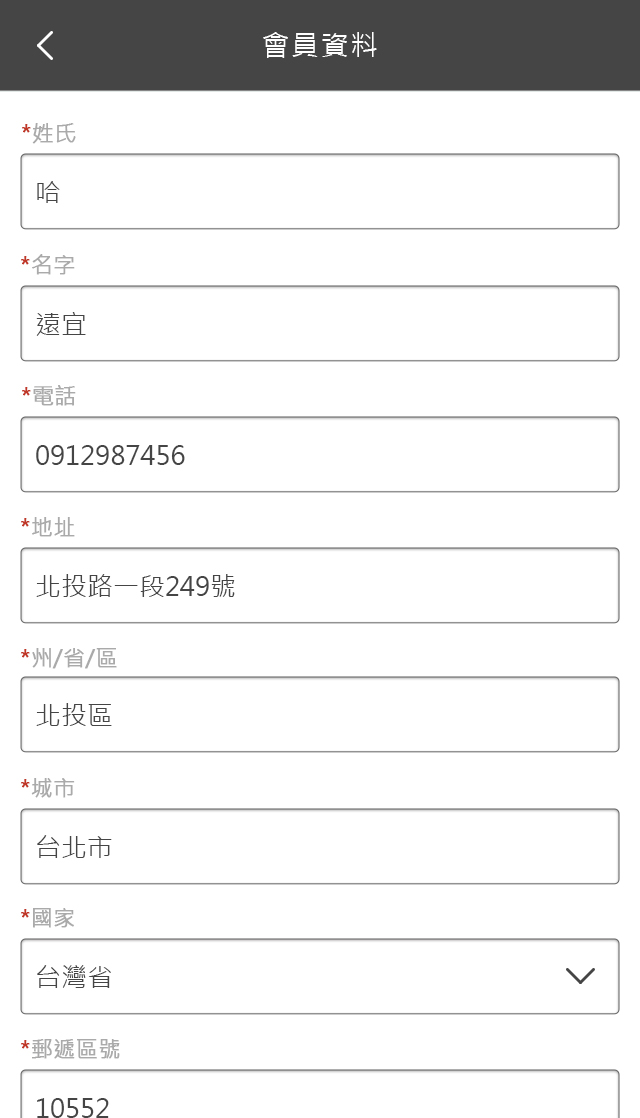 會員資料
*姓氏
哈
*名字
遠宜
*電話
0912987456
*地址
北投路一段249號
*州/省/區
北投區
*城市
台北市
*國家
台灣省
*郵遞區號
10552